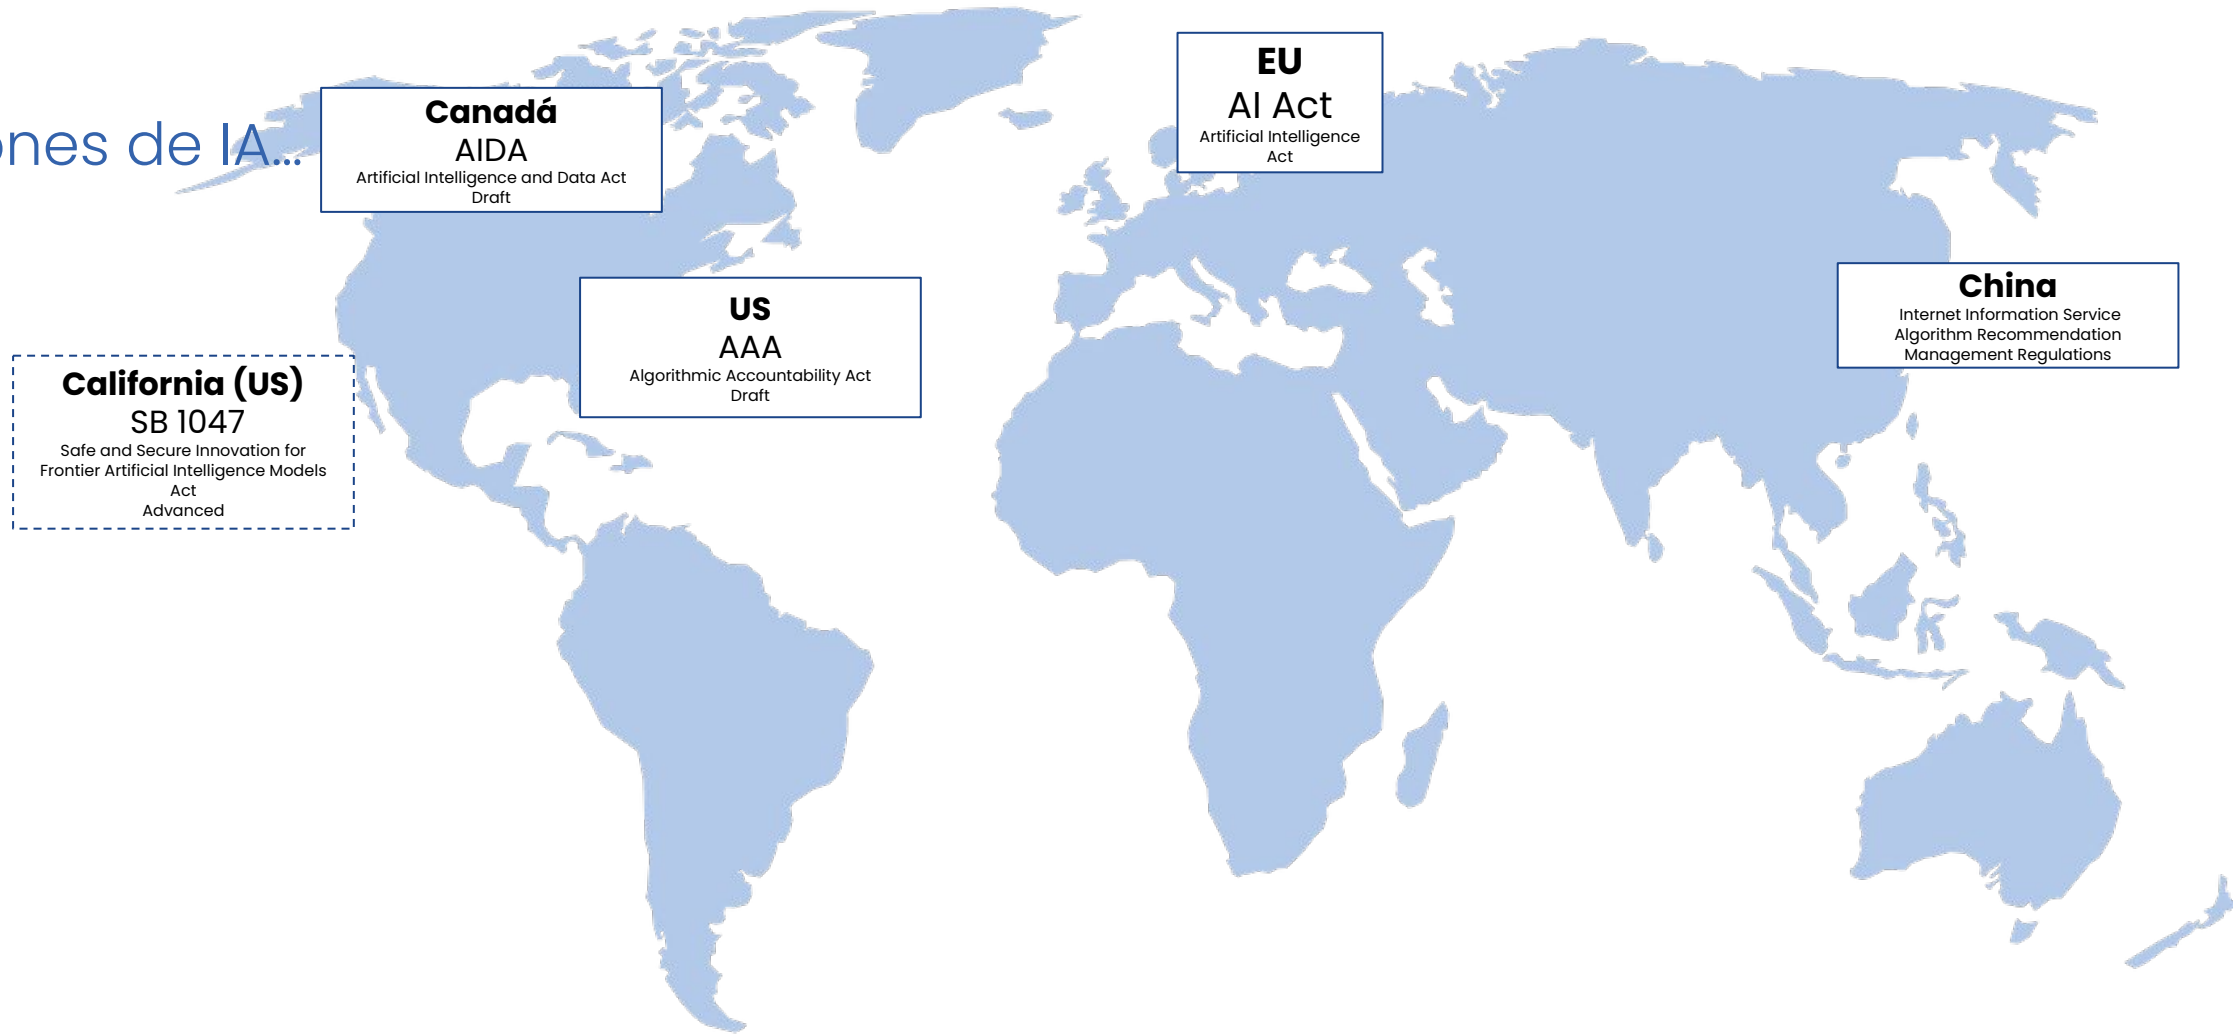 ones de IA...
Canadá
AIDA
Artificial Intelligence and Data Act
Draft
EU
AI Act
Artificial Intelligence
Act
US
AAA
Algorithmic Accountability Act
Draft
China
Internet Information Service
Algorithm Recommendation
Management Regulations
California (US)
SB 1047
Safe and Secure Innovation for
Frontier Artificial Intelligence Models
Act
Advanced